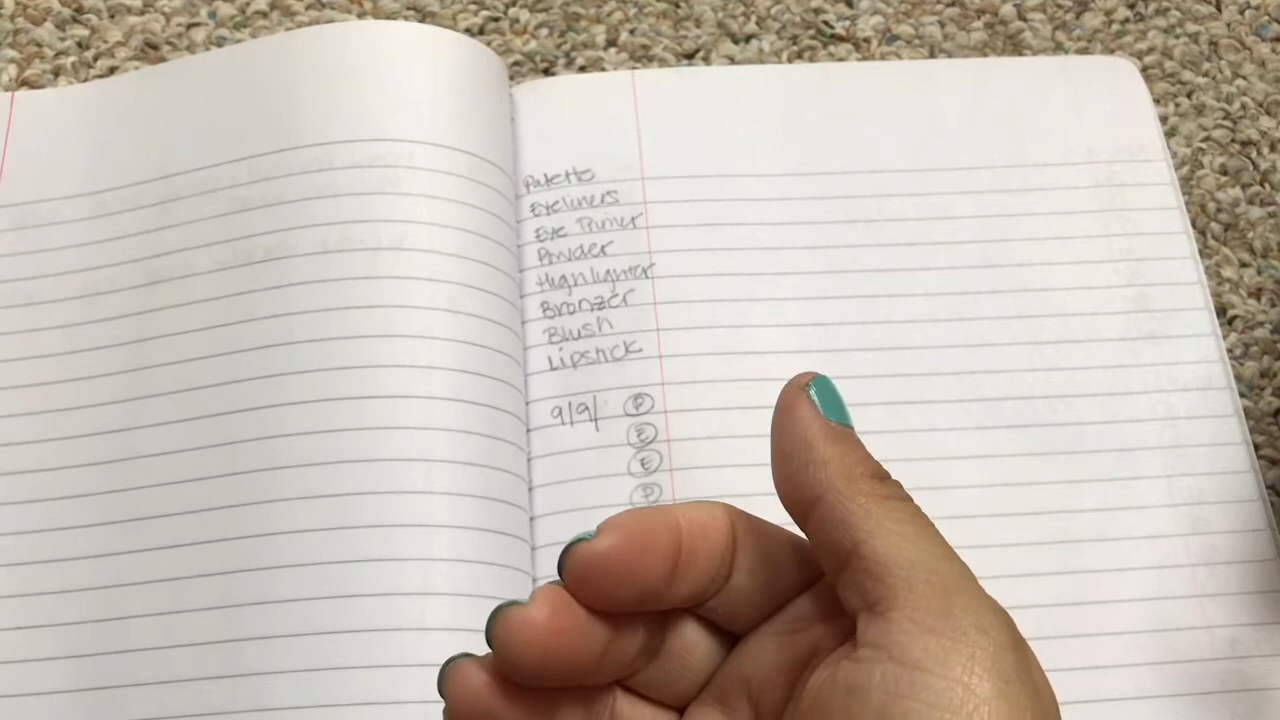 Palette
Eyeliners
Eye Primer
Powder
Highlighter
Bronzer
Blush
Lipstick
9/9/ P
E
E
P